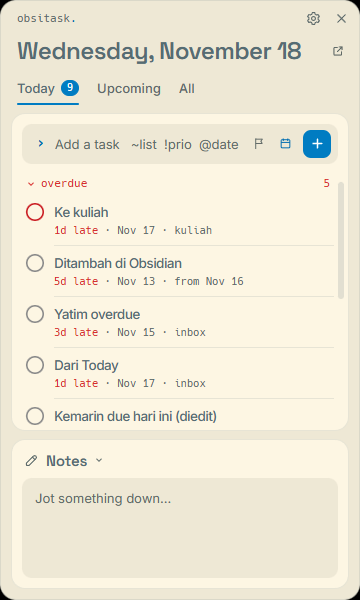 obsitask.
Wednesday, November 18
Today 9 Upcoming All
Add a task ~list !prio @date
overdue 5
Ke kuliah
1d late · Nov 17 · kuliah
Ditambah di Obsidian
5d late · Nov 13 · from Nov 16
Yatim overdue
3d late · Nov 15 · inbox
Dari Today
1d late · Nov 17 · inbox
Kemarin due hari ini (diedit)
Notes
Jot something down...